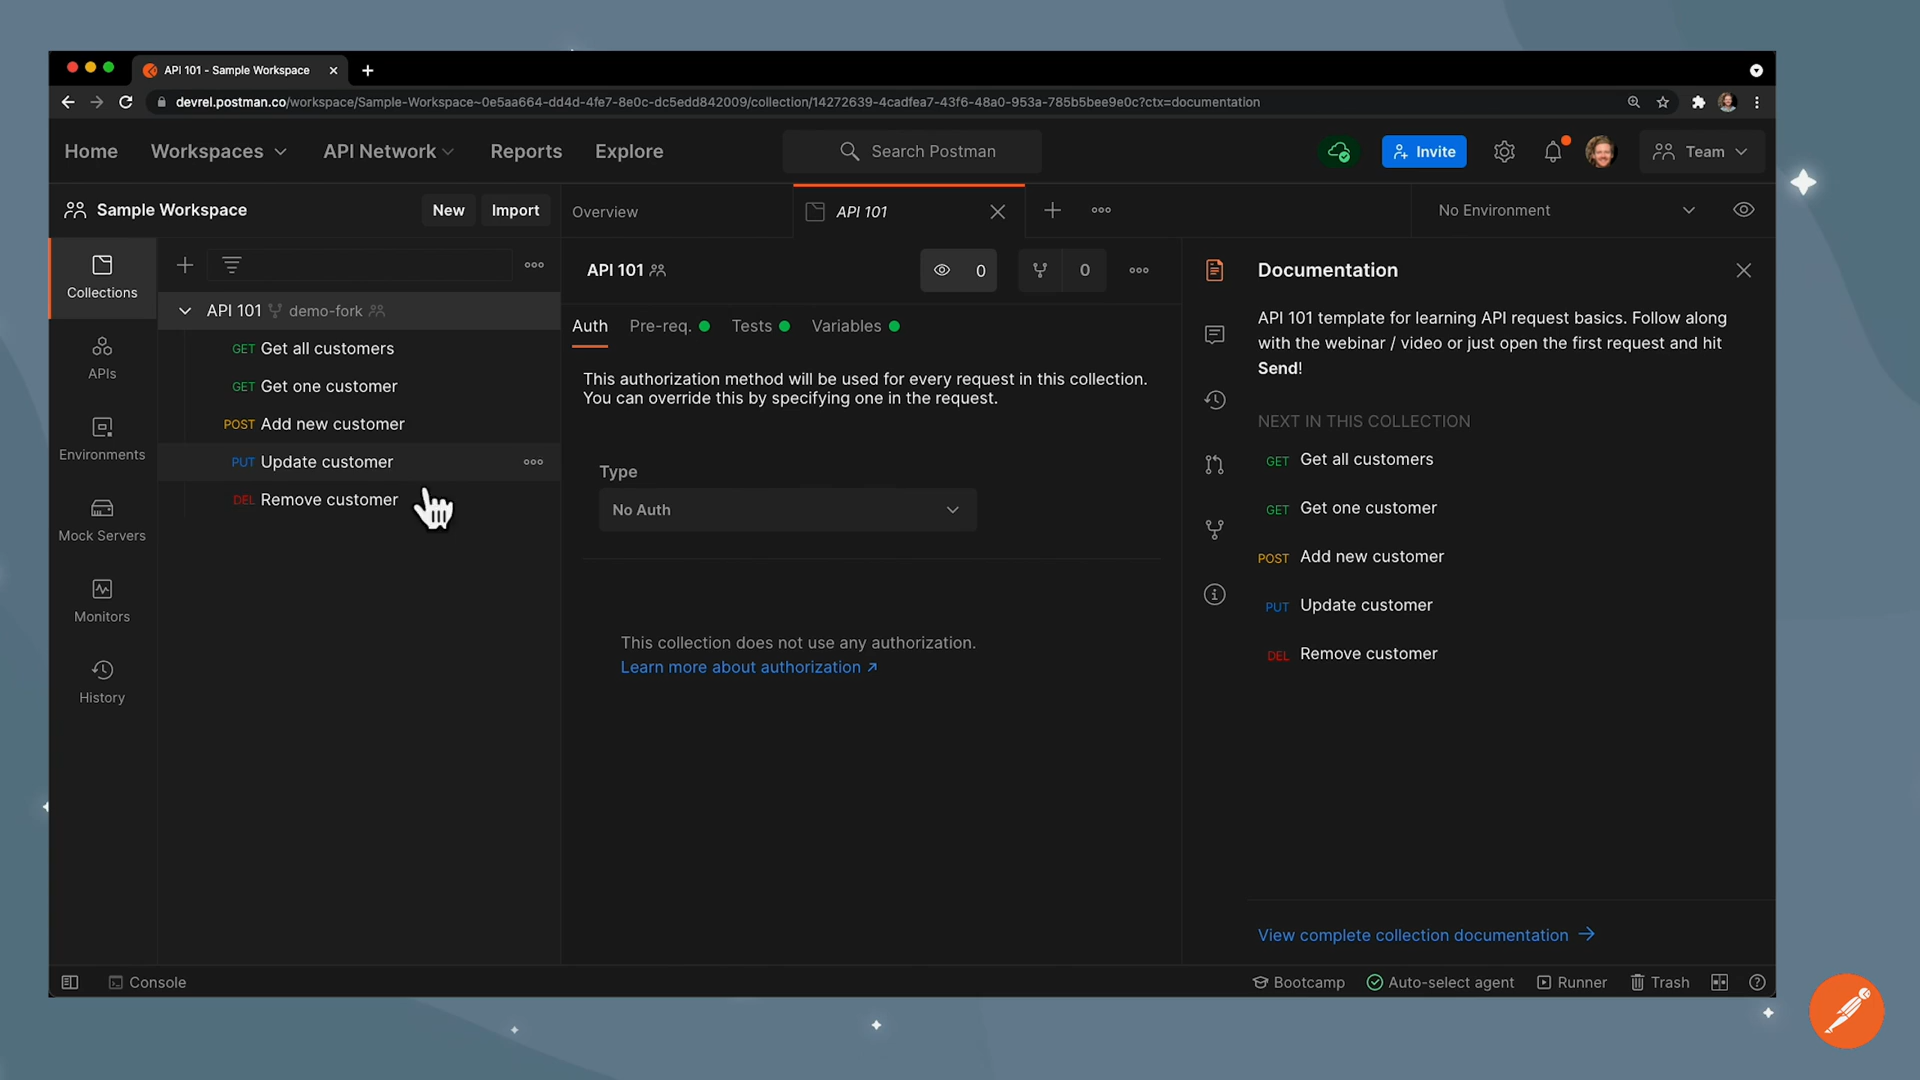 API 101 - Sample Workspace
devrel.postman.co/workspace/Sample-Workspace~0e5aa664-dd4d-4fe7-8e0c-dc5edd842009/collection/14272639-4cadfea7-43f6-48a0-953a-785b5bee9e0c?ctx=documentation
Home Workspaces API Network Reports Explore Search Postman Invite Team
Sample Workspace New Import Overview API 101 No Environment
Collections
APIs
Environments
Mock Servers
Monitors
History
API 101 demo-fork
GET Get all customers
GET Get one customer
POST Add new customer
PUT Update customer
DEL Remove customer
API 101 0 0
Auth Pre-req. Tests Variables
This authorization method will be used for every request in this collection.
You can override this by specifying one in the request.
Type
No Auth
This collection does not use any authorization.
Learn more about authorization ↗
Documentation
API 101 template for learning API request basics. Follow along
with the webinar / video or just open the first request and hit
Send!
NEXT IN THIS COLLECTION
GET Get all customers
GET Get one customer
POST Add new customer
PUT Update customer
DEL Remove customer
View complete collection documentation →
Console Bootcamp Auto-select agent Runner Trash